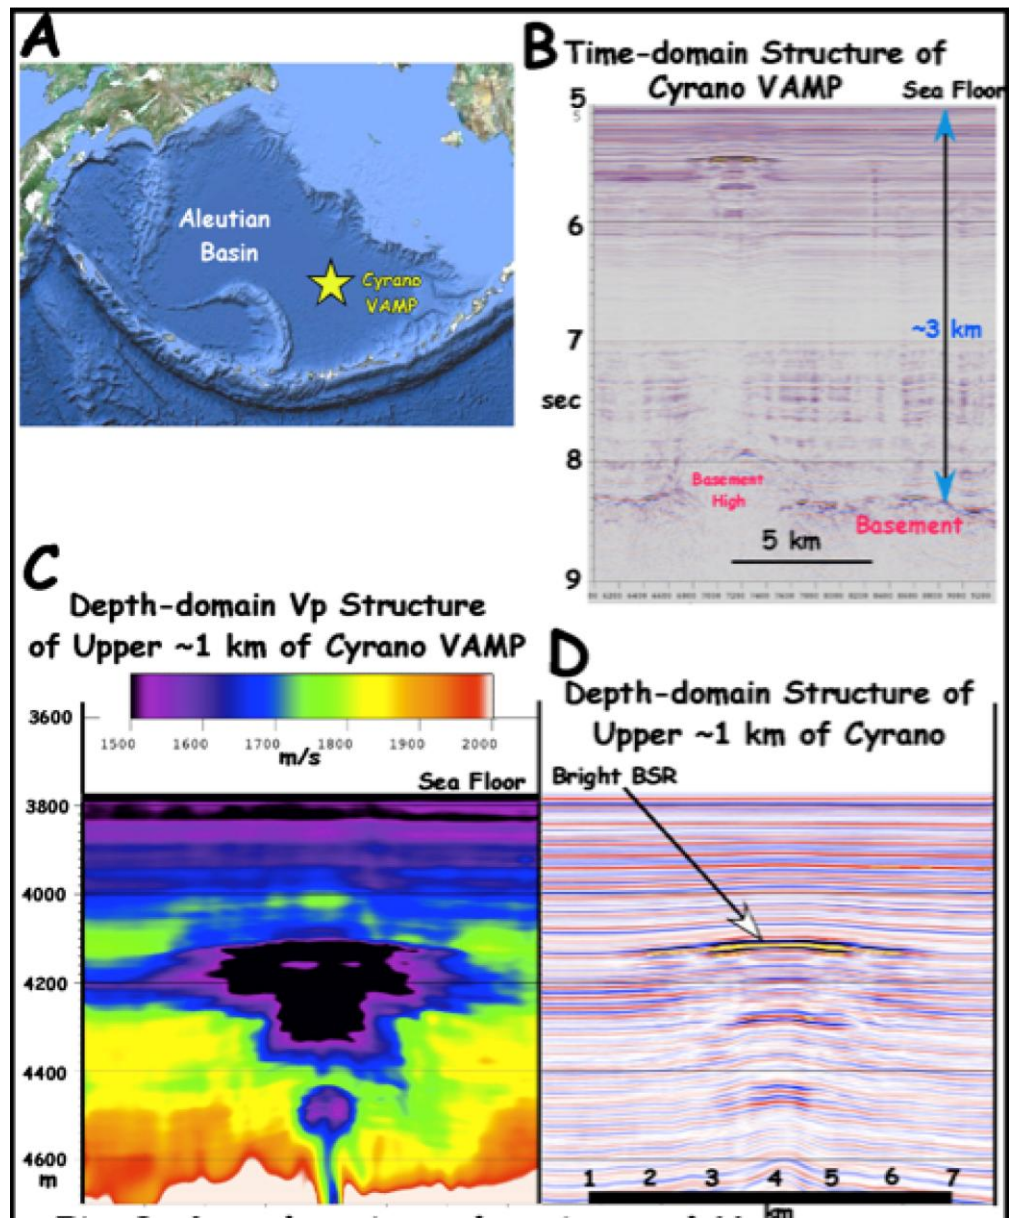 A
Aleutian
Basin
Cyrano
VAMP
B Time-domain Structure of
Cyrano VAMP
Sea Floor
5
6
7
sec
8
9
~3 km
Basement
High
Basement
5 km
C
Depth-domain Vp Structure
of Upper ~1 km of Cyrano VAMP
3600
1500 1600 1700 1800 1900 2000
m/s
Sea Floor
3800
4000
4200
4400
4600
m
D
Depth-domain Structure of
Upper ~1 km of Cyrano
Bright BSR
1 2 3 4 5 6 7
km